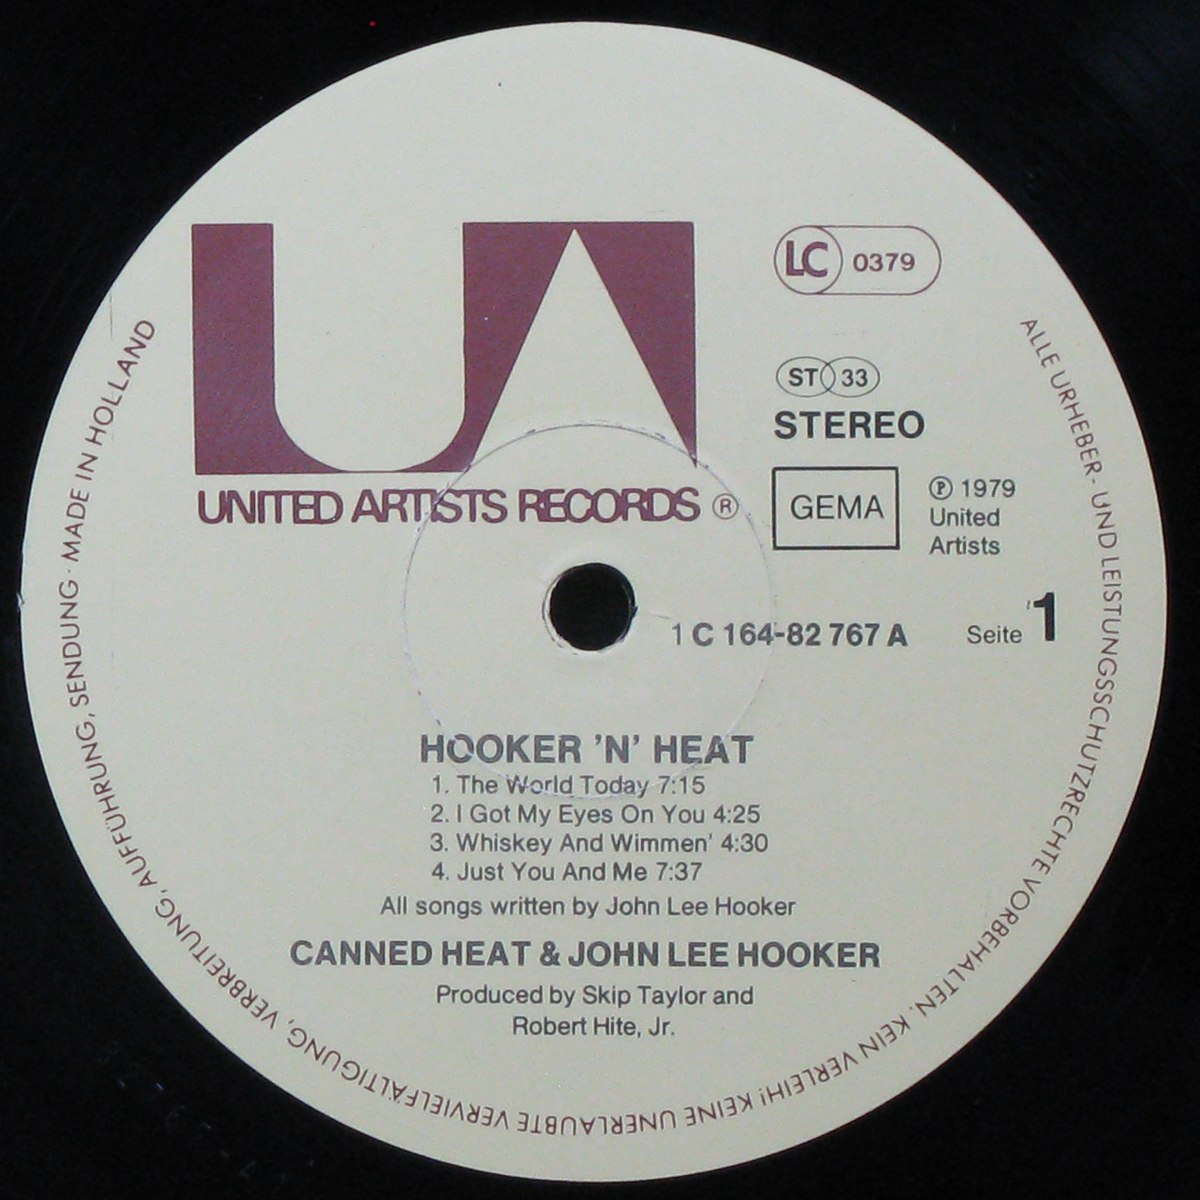 UA
UNITED ARTISTS RECORDS ®
LC 0379
ST 33
STEREO
GEMA
℗ 1979
United
Artists
1 C 164-82 767 A
Seite 1
HOOKER 'N' HEAT
1. The World Today 7:15
2. I Got My Eyes On You 4:25
3. Whiskey And Wimmen' 4:30
4. Just You And Me 7:37
All songs written by John Lee Hooker
CANNED HEAT & JOHN LEE HOOKER
Produced by Skip Taylor and
Robert Hite, Jr.
ALLE URHEBER- UND LEISTUNGSSCHUTZRECHTE VORBEHALTEN. KEIN VERLEIH! KEINE UNERLAUBTE VERVIELFÄLTIGUNG, VERBREITUNG, AUFFÜHRUNG, SENDUNG · MADE IN HOLLAND